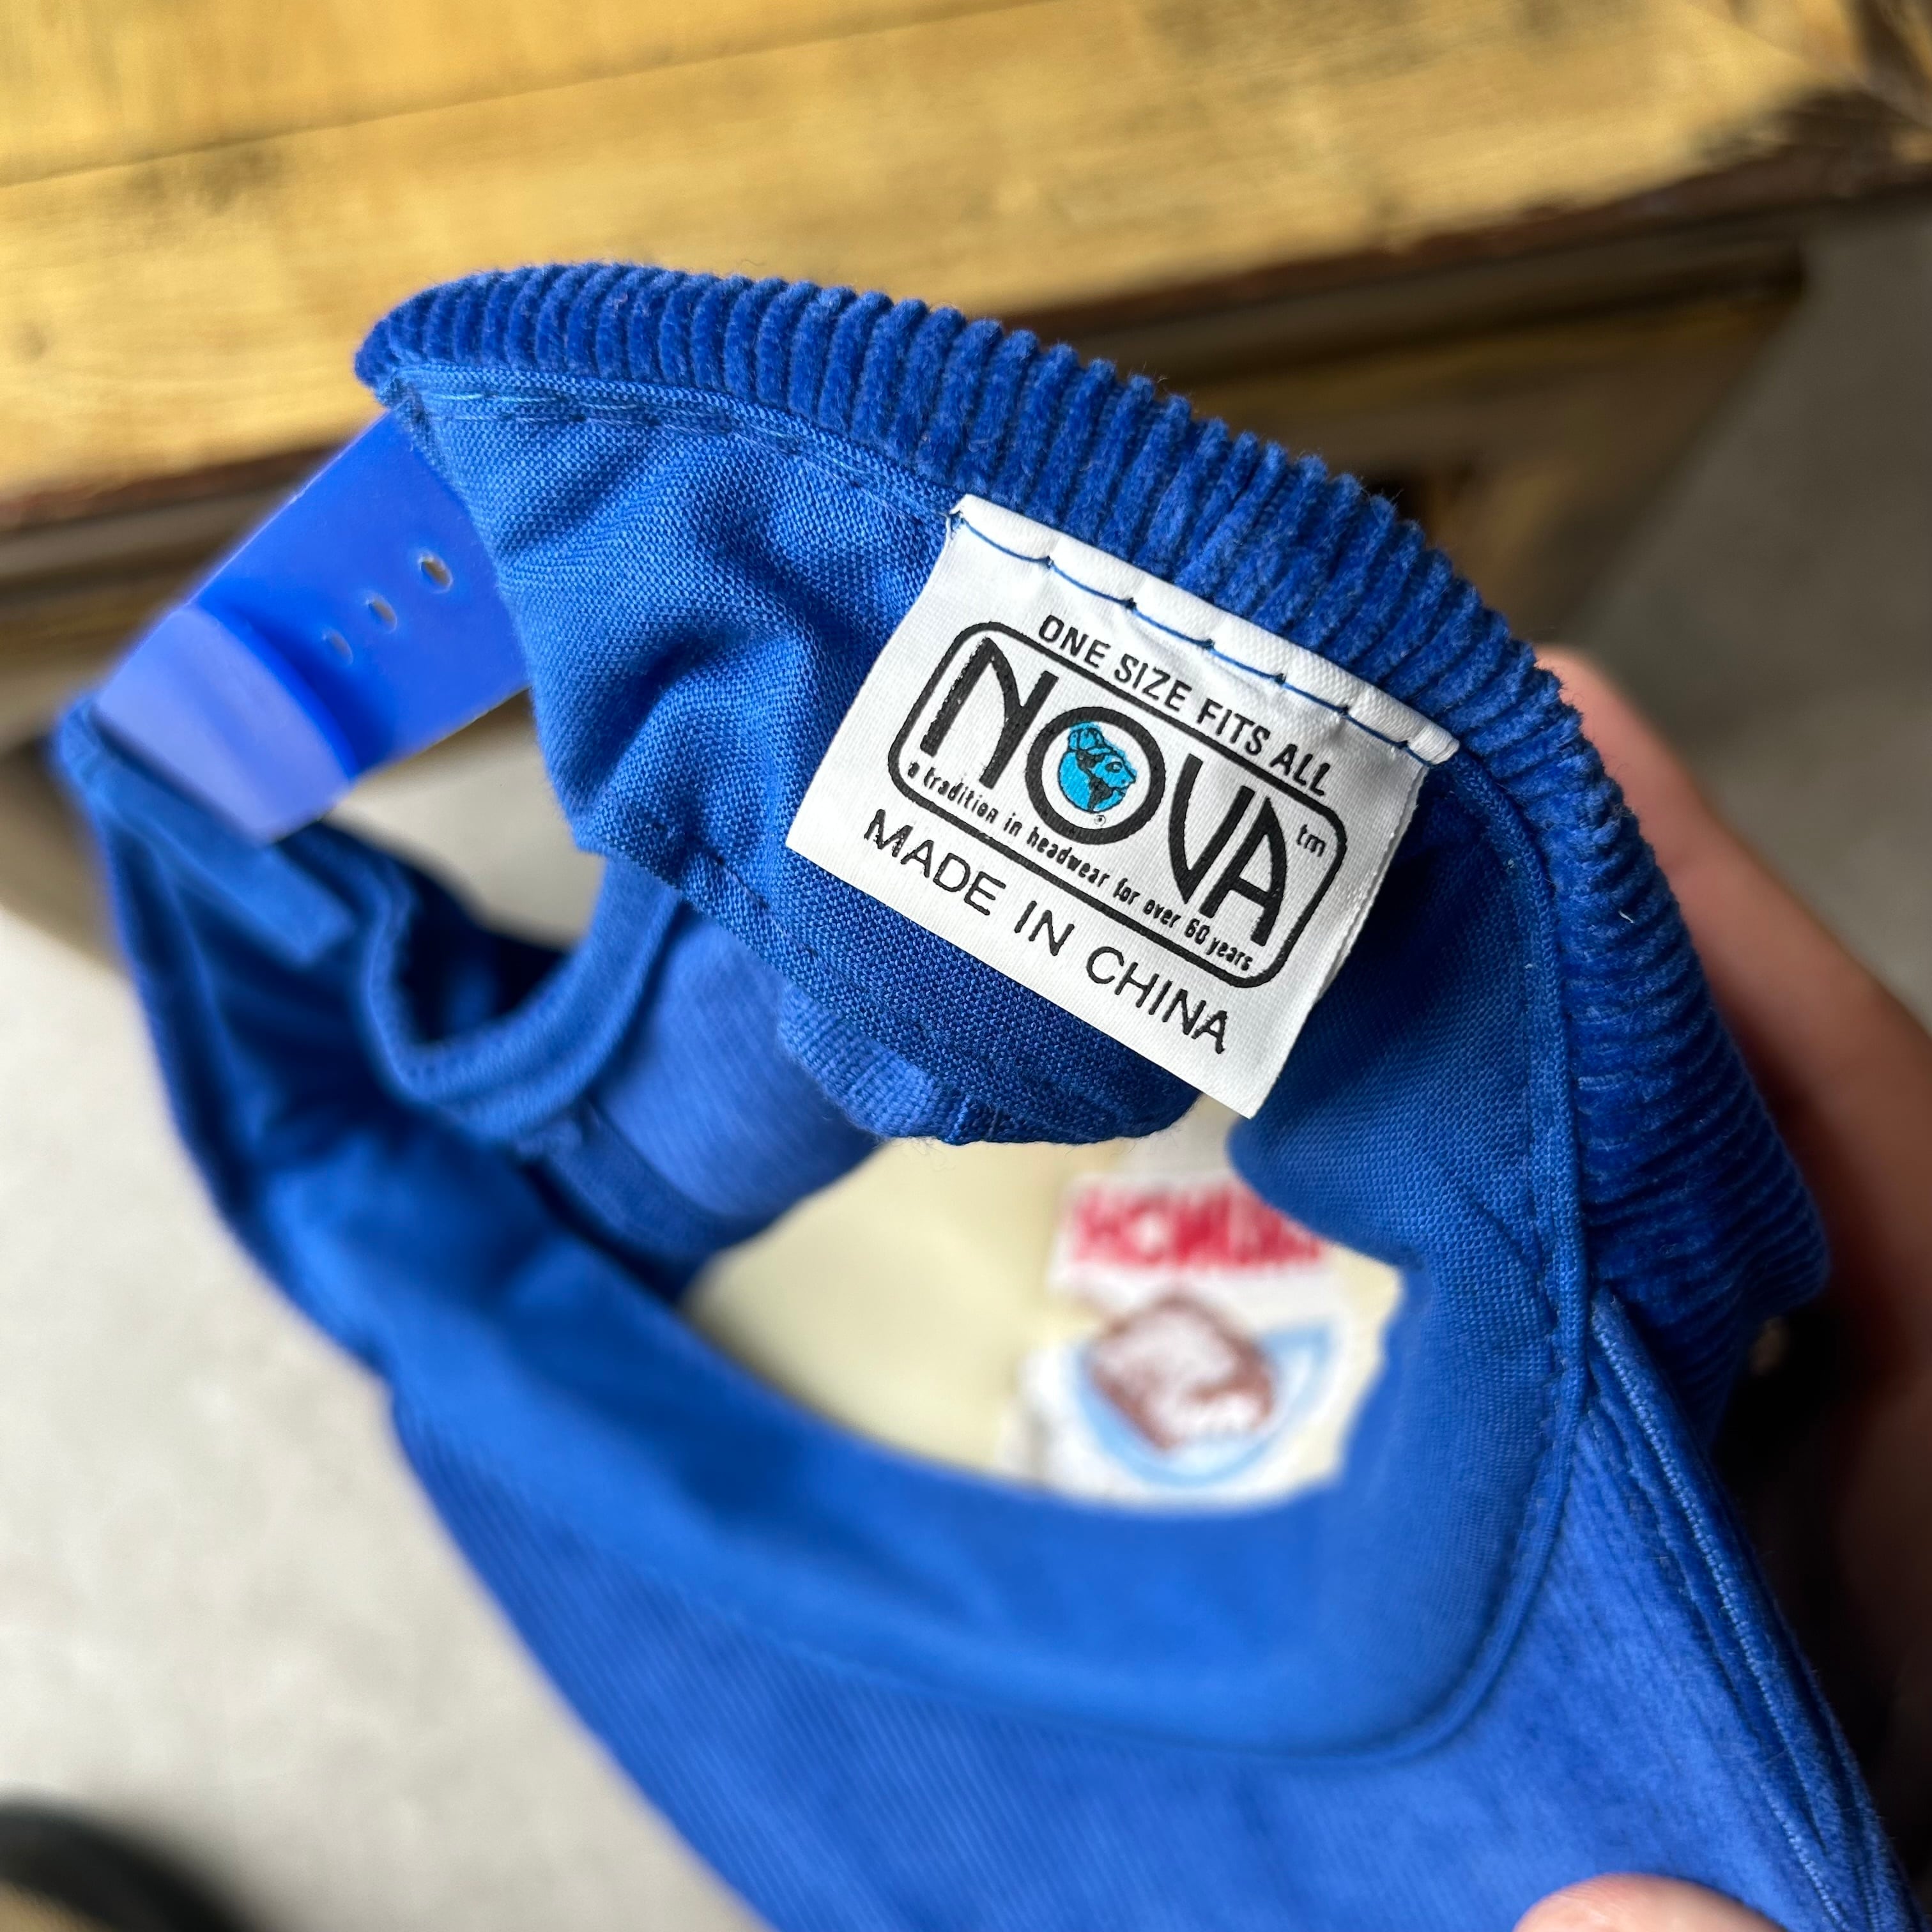 ONE SIZE FITS ALL
NOVA tm
a tradition in headwear for over 60 years
MADE IN CHINA